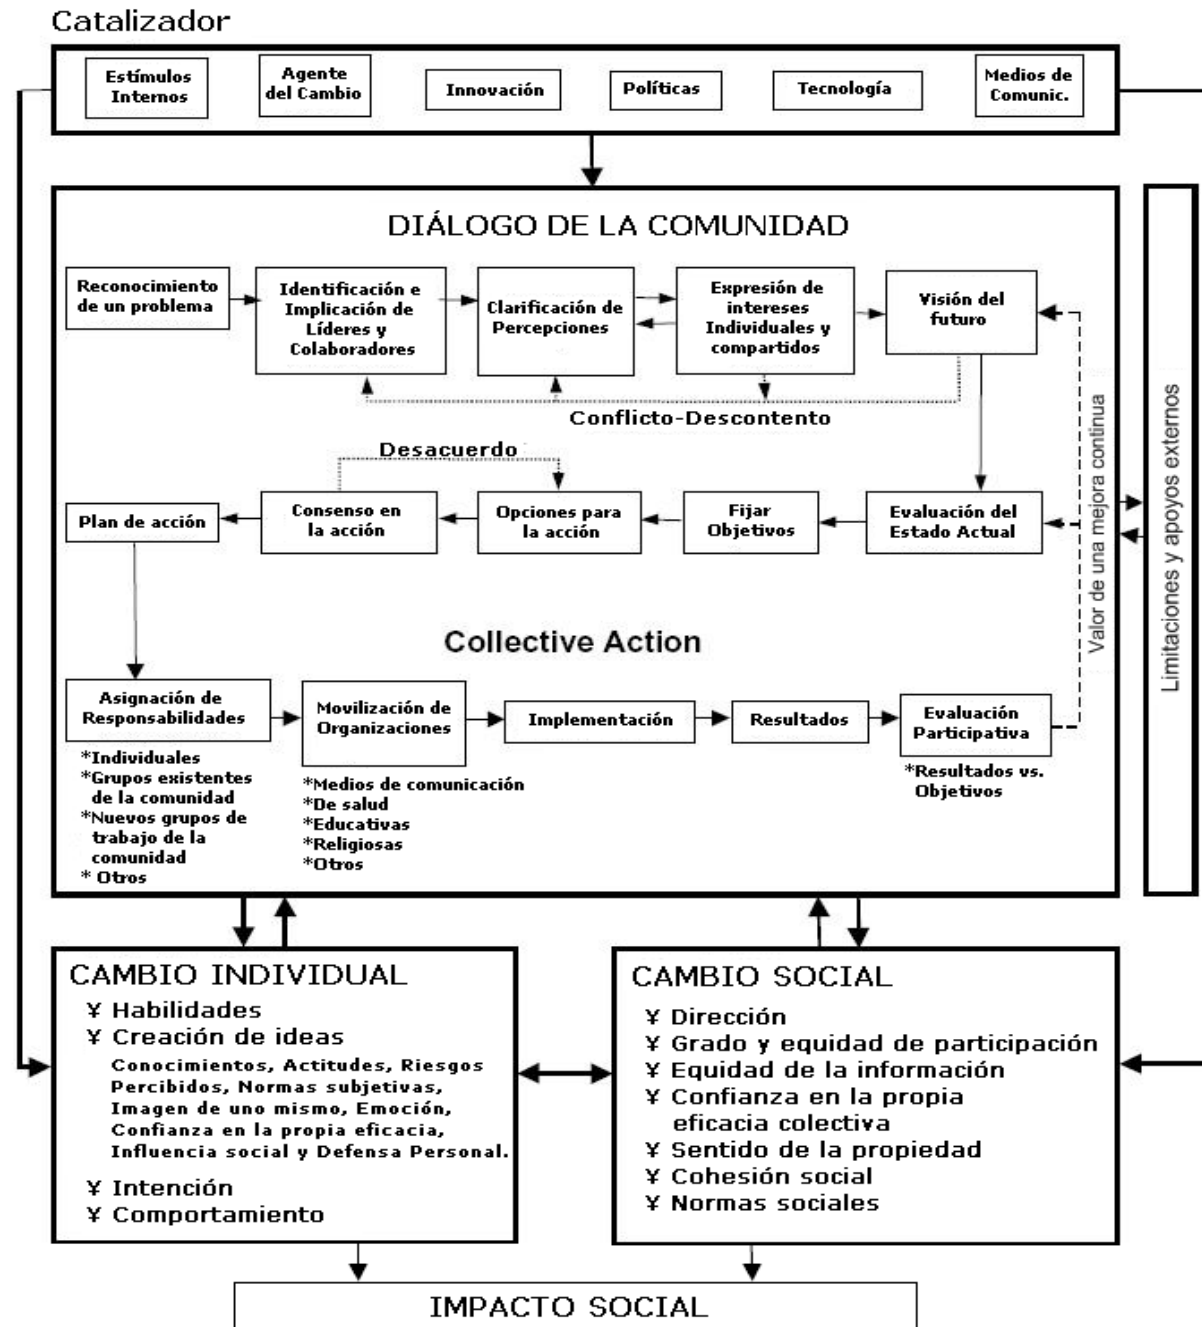 Catalizador
Estímulos
Internos
Agente
del Cambio
Innovación
Políticas
Tecnología
Medios de
Comunic.
DIÁLOGO DE LA COMUNIDAD
Reconocimiento
de un problema
Identificación e
Implicación de
Líderes y
Colaboradores
Clarificación de
Percepciones
Expresión de
intereses
Individuales y
compartidos
Visión del
futuro
Conflicto-Descontento
Desacuerdo
Plan de acción
Consenso en
la acción
Opciones para
la acción
Fijar
Objetivos
Evaluación del
Estado Actual
Valor de una mejora continua
Limitaciones y apoyos externos
Collective Action
Asignación de
Responsabilidades
*Individuales
*Grupos existentes
de la comunidad
*Nuevos grupos de
trabajo de la
comunidad
* Otros
Movilización de
Organizaciones
*Medios de comunicación
*De salud
*Educativas
*Religiosas
*Otros
Implementación
Resultados
Evaluación
Participativa
*Resultados vs.
Objetivos
CAMBIO INDIVIDUAL
¥ Habilidades
¥ Creación de ideas
Conocimientos, Actitudes, Riesgos
Percibidos, Normas subjetivas,
Imagen de uno mismo, Emoción,
Confianza en la propia eficacia,
Influencia social y Defensa Personal.
¥ Intención
¥ Comportamiento
CAMBIO SOCIAL
¥ Dirección
¥ Grado y equidad de participación
¥ Equidad de la información
¥ Confianza en la propia
eficacia colectiva
¥ Sentido de la propiedad
¥ Cohesión social
¥ Normas sociales
IMPACTO SOCIAL